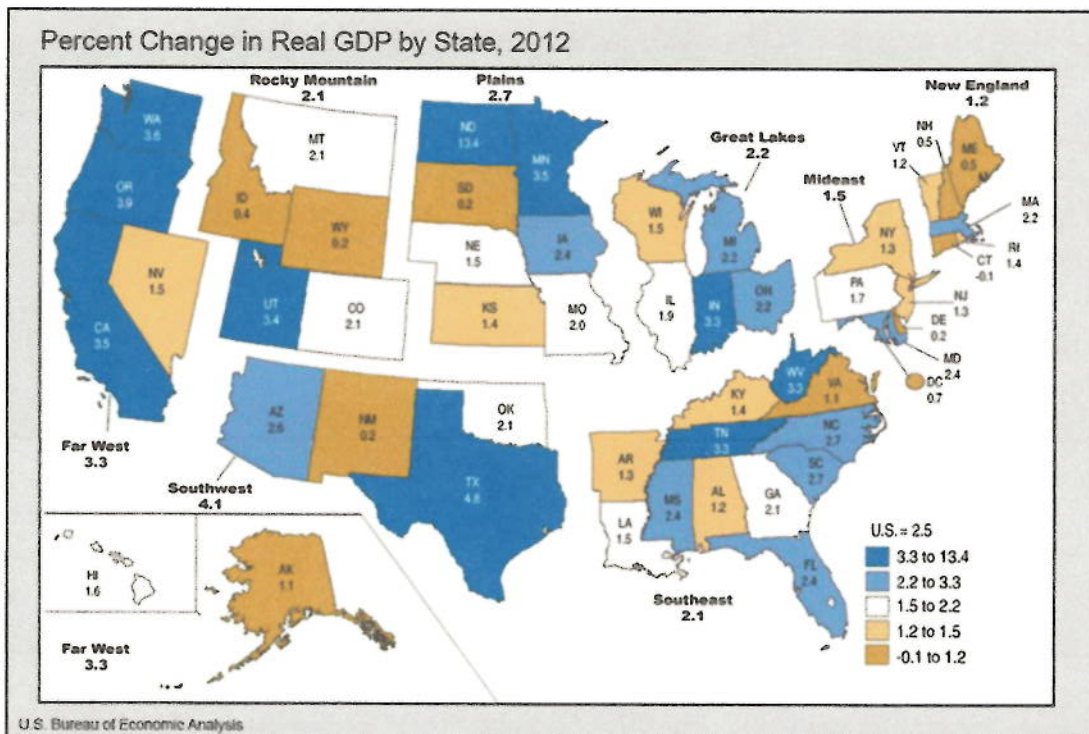 Percent Change in Real GDP by State, 2012
Rocky Mountain
2.1
Plains
2.7
New England
1.2
Great Lakes
2.2
Mideast
1.5
WA
3.6
OR
3.9
CA
3.5
NV
1.5
ID
0.4
MT
2.1
WY
0.2
UT
3.4
CO
2.1
ND
13.4
SD
0.2
NE
1.5
KS
1.4
MN
3.5
IA
2.4
MO
2.0
WI
1.5
IL
1.9
MI
2.2
IN
3.3
OH
2.2
NH
0.5
VT
1.2
ME
0.5
MA
2.2
RI
1.4
CT
-0.1
NY
1.3
PA
1.7
NJ
1.3
DE
0.2
MD
2.4
DC
0.7
AZ
2.6
NM
0.2
OK
2.1
TX
4.8
Far West
3.3
Southwest
4.1
AR
1.3
LA
1.5
KY
1.4
TN
3.3
MS
2.4
AL
1.2
GA
2.1
FL
2.4
WV
3.3
VA
1.1
NC
2.7
SC
2.7
Southeast
2.1
HI
1.6
AK
1.1
Far West
3.3
U.S. = 2.5
3.3 to 13.4
2.2 to 3.3
1.5 to 2.2
1.2 to 1.5
-0.1 to 1.2
U.S. Bureau of Economic Analysis